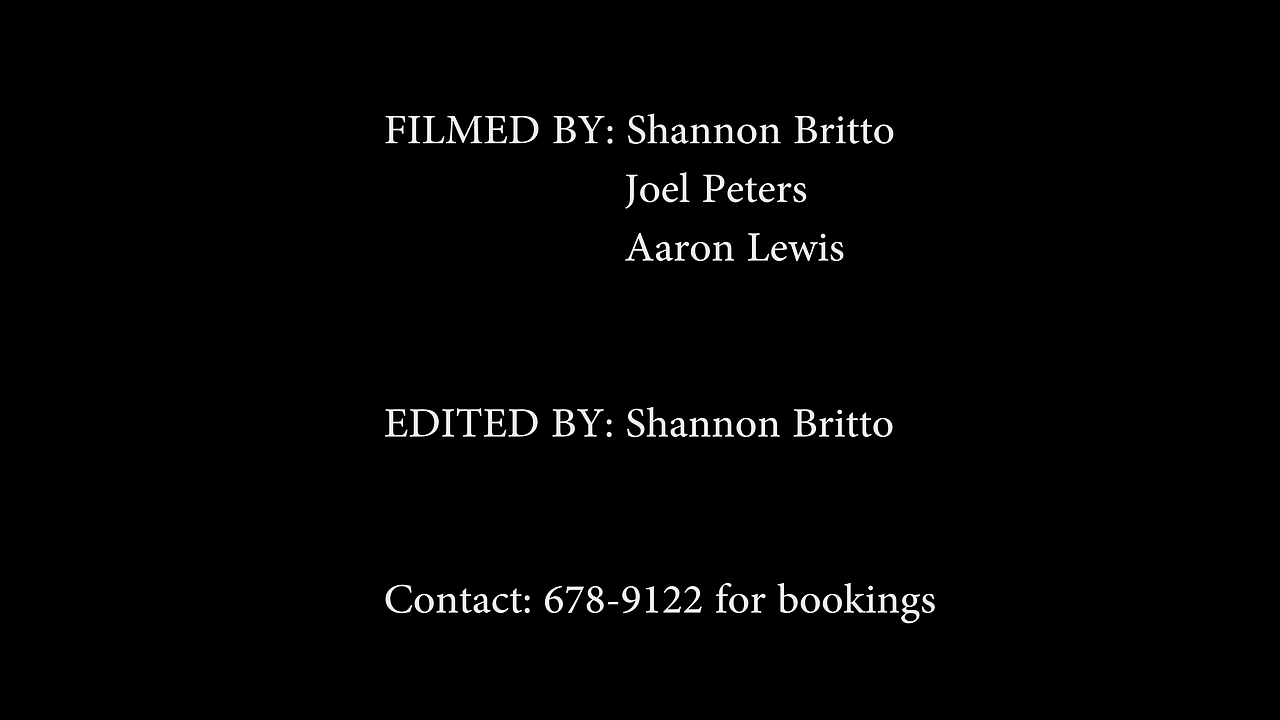 FILMED BY: Shannon Britto
Joel Peters
Aaron Lewis
EDITED BY: Shannon Britto
Contact: 678-9122 for bookings